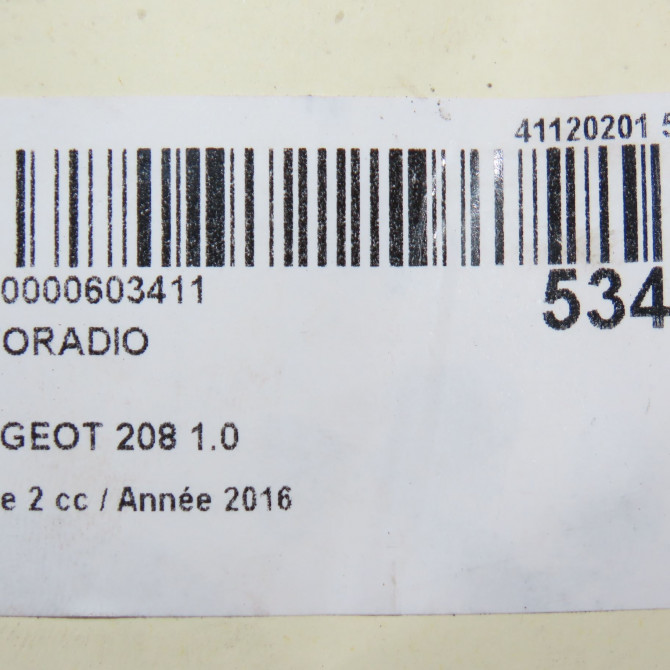 41120201 5
0000603411
534
ORADIO
GEOT 208 1.0
e 2 cc / Année 2016